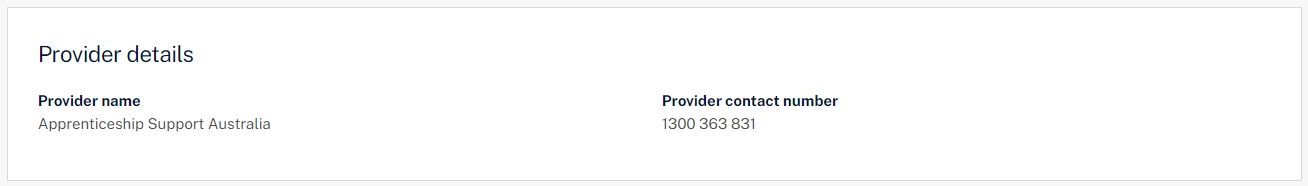 Provider details
Provider name
Apprenticeship Support Australia
Provider contact number
1300 363 831